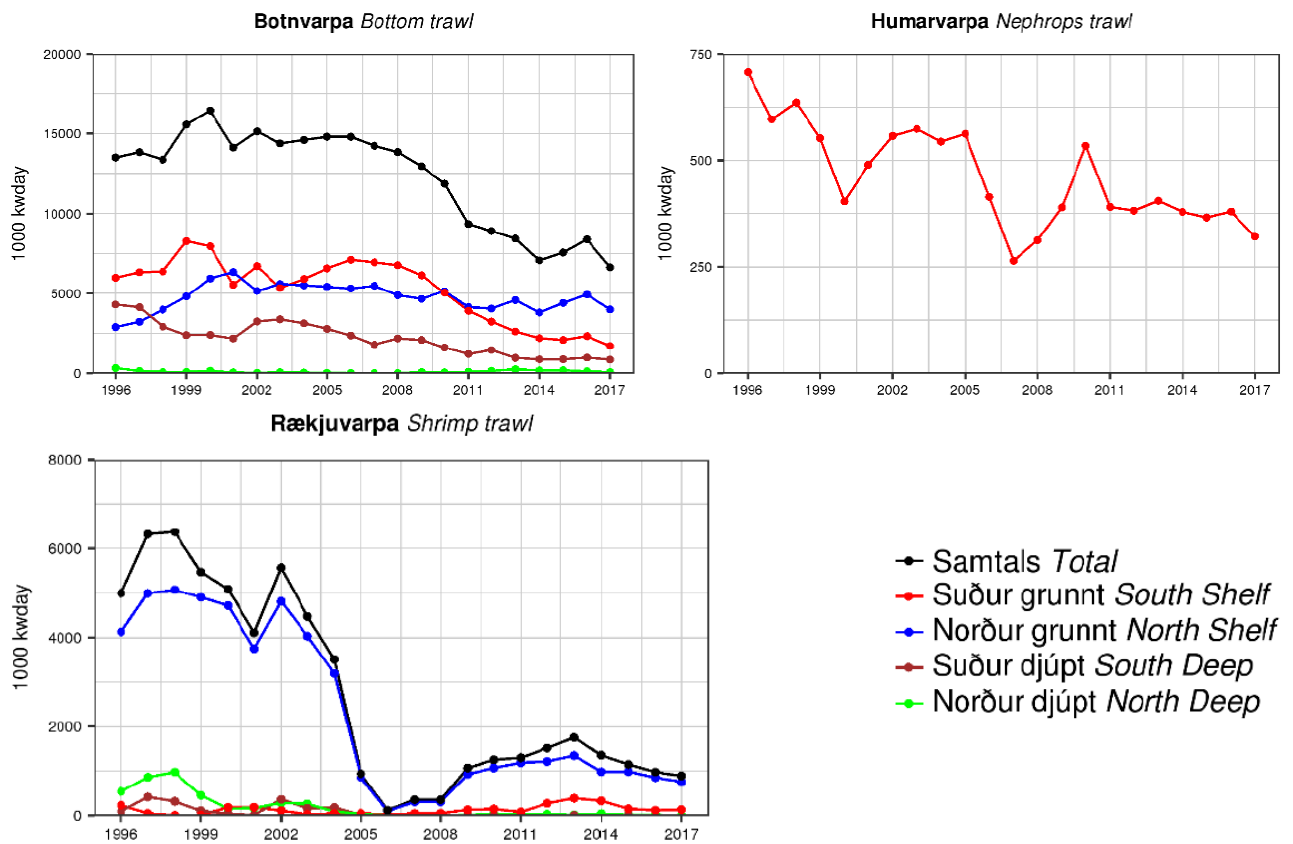 Botnvarpa Bottom trawl
20000
15000
10000
5000
0
1000 kwday
1996 1999 2002 2005 2008 2011 2014 2017
Humarvarpa Nephrops trawl
750
500
250
0
1000 kwday
1996 1999 2002 2005 2008 2011 2014 2017
Rækjuvarpa Shrimp trawl
8000
6000
4000
2000
0
1000 kwday
1996 1999 2002 2005 2008 2011 2014 2017
Samtals Total
Suður grunnt South Shelf
Norður grunnt North Shelf
Suður djúpt South Deep
Norður djúpt North Deep